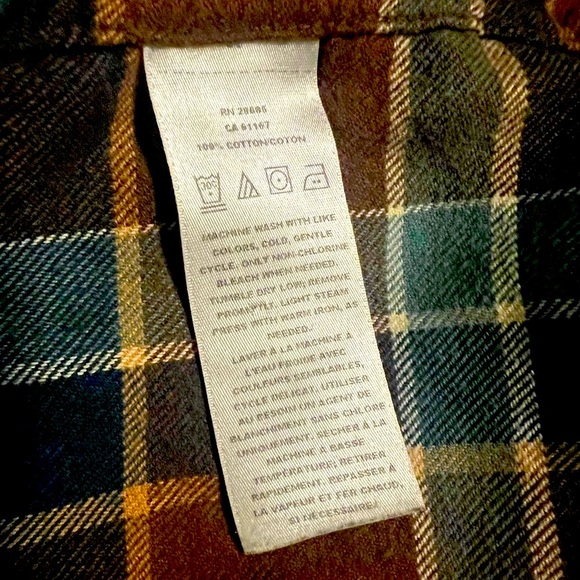 RN 29685
CA 61167
100% COTTON/COTON
30C
MACHINE WASH WITH LIKE
COLORS, COLD, GENTLE
CYCLE. ONLY NON-CHLORINE
BLEACH WHEN NEEDED.
TUMBLE DRY LOW; REMOVE
PROMPTLY. LIGHT STEAM
PRESS WITH WARM IRON, AS
NEEDED.
LAVER À LA MACHINE À
L'EAU FROIDE AVEC
COULEURS SEMBLABLES,
CYCLE DÉLICAT. UTILISER
AU BESOIN UN AGENT DE
BLANCHIMENT SANS CHLORE
UNIQUEMENT. SÉCHER À LA
MACHINE À BASSE
TEMPÉRATURE; RETIRER
RAPIDEMENT. REPASSER À
LA VAPEUR ET FER CHAUD,
SI NÉCESSAIRE.